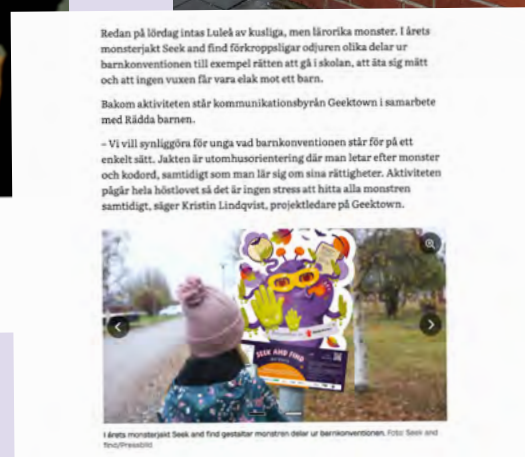 Redan på lördag intas Luleå av kusliga, men lärorika monster. I årets
monsterjakt Seek and find förkroppsligar odjuren olika delar ur
barnkonventionen till exempel rätten att gå i skolan, att äta sig mätt
och att ingen vuxen får vara elak mot ett barn.
Bakom aktiviteten står kommunikationsbyrån Geektown i samarbete
med Rädda barnen.
– Vi vill synliggöra för unga vad barnkonventionen står för på ett
enkelt sätt. Jakten är utomhusorientering där man letar efter monster
och kodord, samtidigt som man lär sig om sina rättigheter. Aktiviteten
pågår hela höstlovet så det är ingen stress att hitta alla monstren
samtidigt, säger Kristin Lindqvist, projektledare på Geektown.
SEEK AND FIND
I årets monsterjakt Seek and find gestaltar monstren delar ur barnkonventionen. Foto: Seek and
find/Pressbild